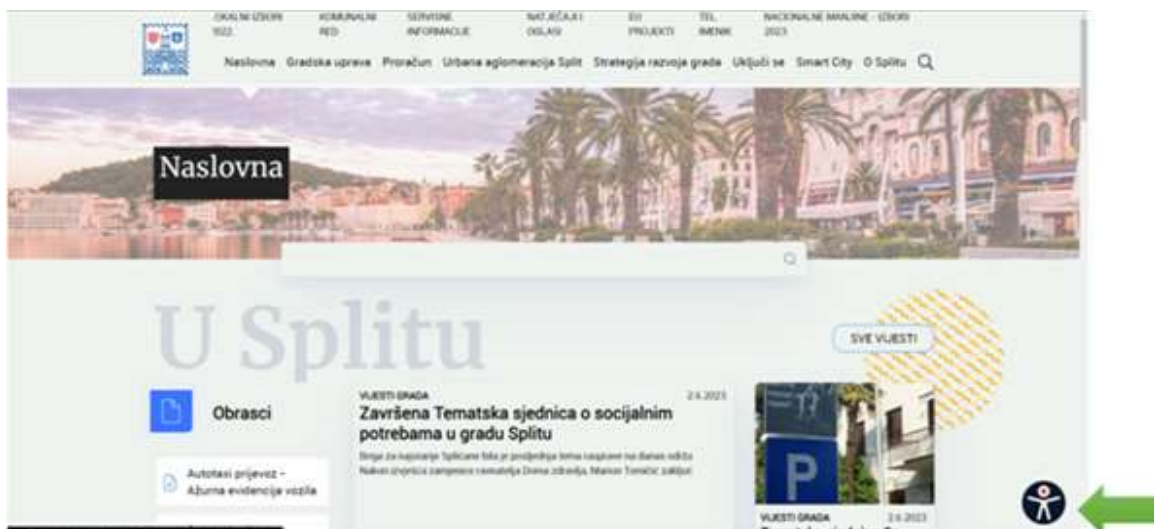 LOKALNI IZBORI KOMUNALNI SERVISNE NATJEČAJI I EU TEL. NACIONALNE MANJINE - IZBORI
RED INFORMACIJE OGLASI PROJEKTI IMENIK 2023
Naslovna Gradska uprava Proračun Urbana aglomeracija Split Strategija razvoja grada Uključi se Smart City O Splitu
Naslovna
U Splitu
SVE VIJESTI
Obrasci
Autotaxi prijevoz -
Ažurna evidencija vozila
VIJESTI GRADA 2.6.2023
Završena Tematska sjednica o socijalnim
potrebama u gradu Splitu
P
VIJESTI GRADA 2.6.2023